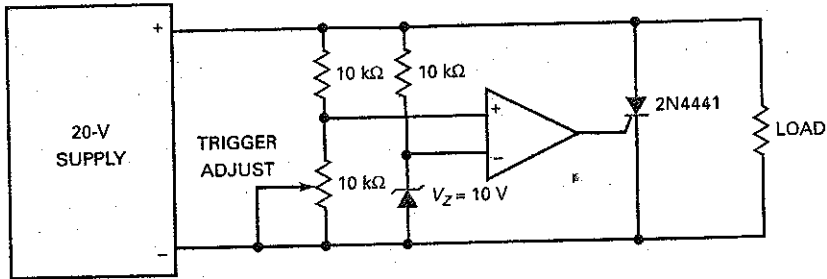 +
20-V
SUPPLY
−
TRIGGER
ADJUST
10 kΩ
10 kΩ
10 kΩ
V_Z = 10 V
+
−
2N4441
LOAD